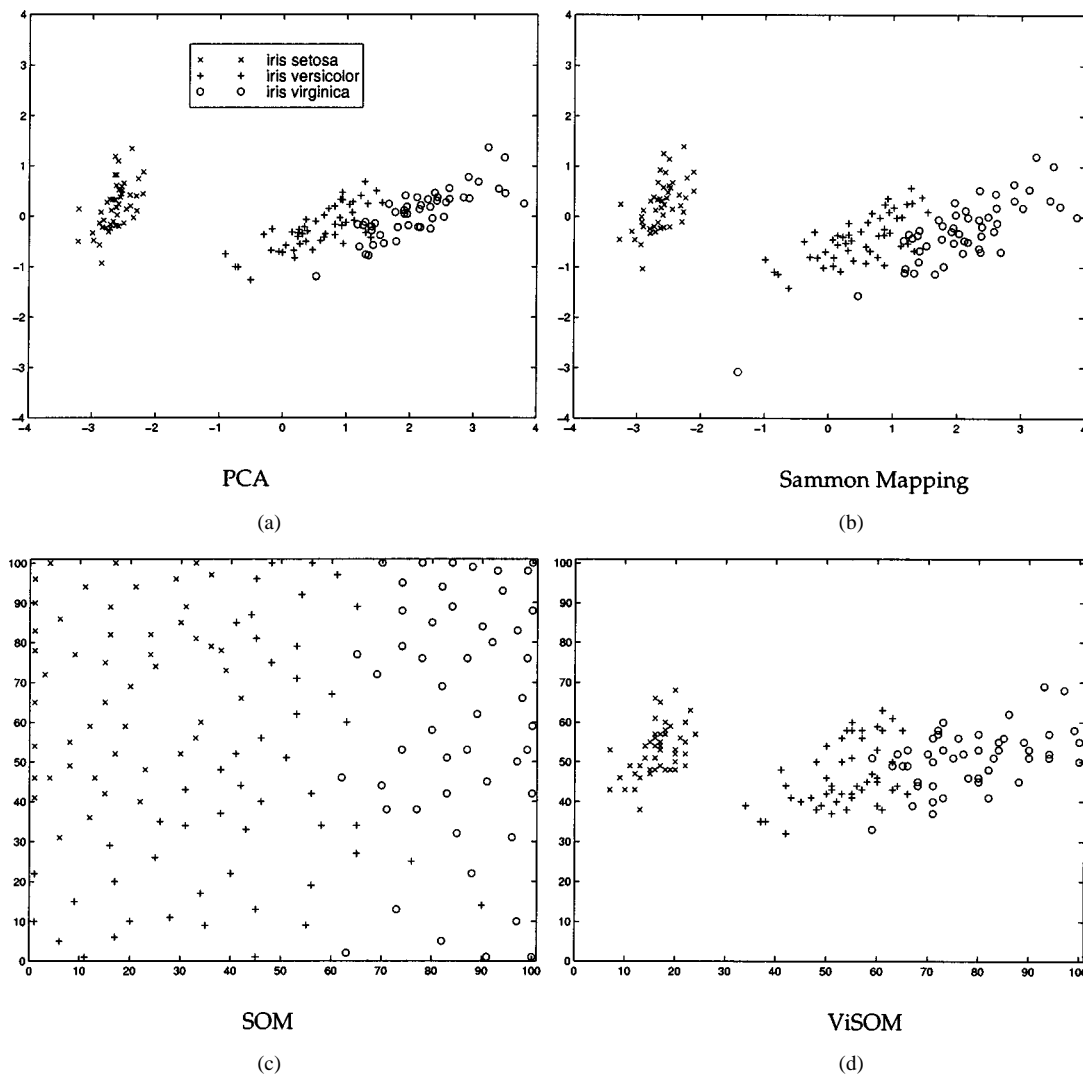 4
3
2
1
0
−1
−2
−3
−4
−4 −3 −2 −1 0 1 2 3 4
iris setosa
iris versicolor
iris virginica
PCA
(a)
4
3
2
1
0
−1
−2
−3
−4
−4 −3 −2 −1 0 1 2 3 4
Sammon Mapping
(b)
100
90
80
70
60
50
40
30
20
10
0
0 10 20 30 40 50 60 70 80 90 100
SOM
(c)
100
90
80
70
60
50
40
30
20
10
0
0 10 20 30 40 50 60 70 80 90 100
ViSOM
(d)